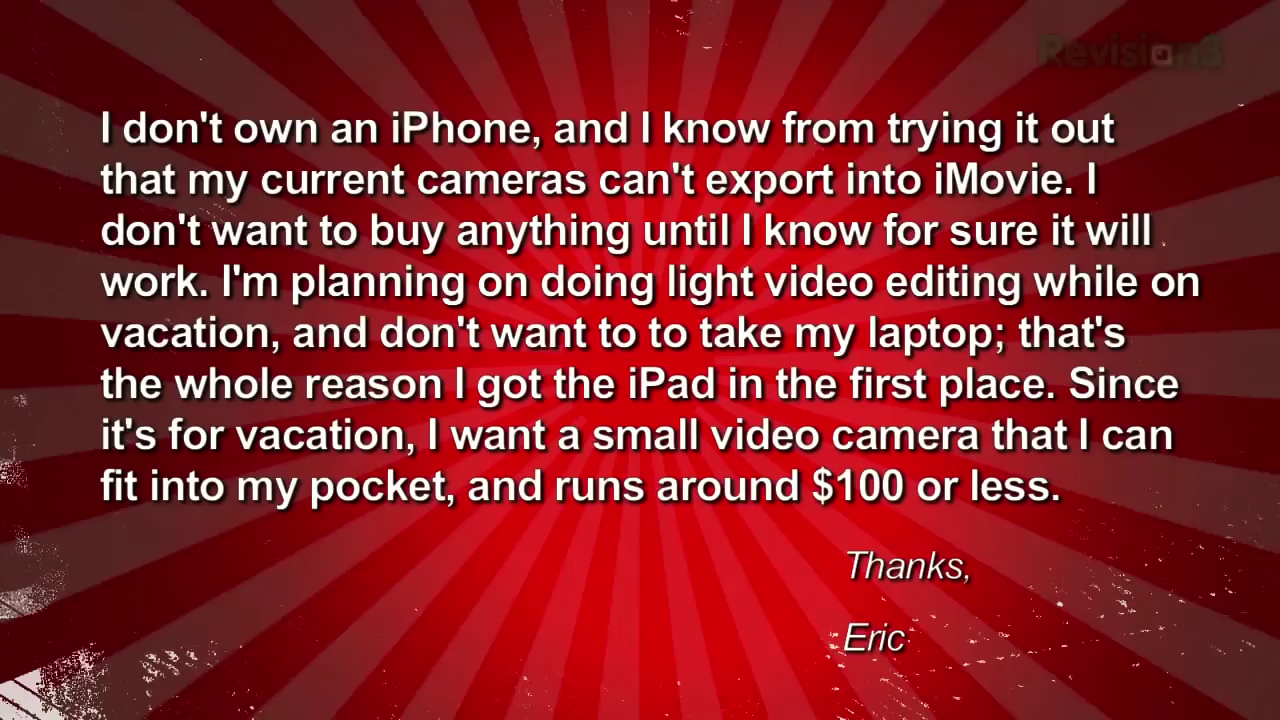 Revision3
I don't own an iPhone, and I know from trying it out
that my current cameras can't export into iMovie. I
don't want to buy anything until I know for sure it will
work. I'm planning on doing light video editing while on
vacation, and don't want to to take my laptop; that's
the whole reason I got the iPad in the first place. Since
it's for vacation, I want a small video camera that I can
fit into my pocket, and runs around $100 or less.
Thanks,
Eric